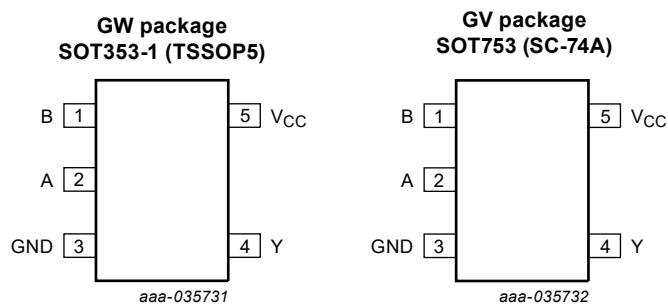 GW package
SOT353-1 (TSSOP5)
B 1
5 VCC
A 2
GND 3
4 Y
aaa-035731
GV package
SOT753 (SC-74A)
B 1
5 VCC
A 2
GND 3
4 Y
aaa-035732